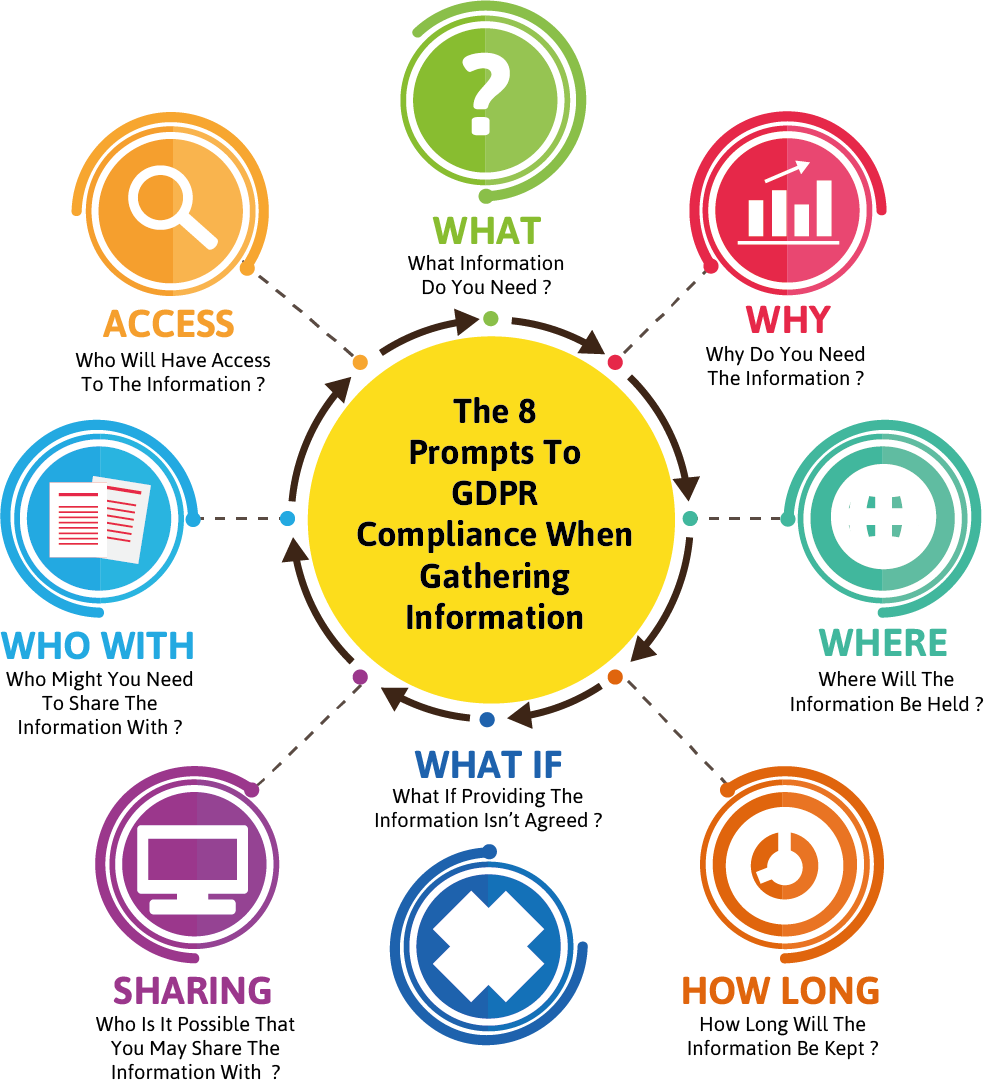 The 8
Prompts To
GDPR
Compliance When
Gathering
Information
WHAT
What Information
Do You Need ?
WHY
Why Do You Need
The Information ?
WHERE
Where Will The
Information Be Held ?
HOW LONG
How Long Will The
Information Be Kept ?
WHAT IF
What If Providing The
Information Isn’t Agreed ?
SHARING
Who Is It Possible That
You May Share The
Information With ?
WHO WITH
Who Might You Need
To Share The
Information With ?
ACCESS
Who Will Have Access
To The Information ?